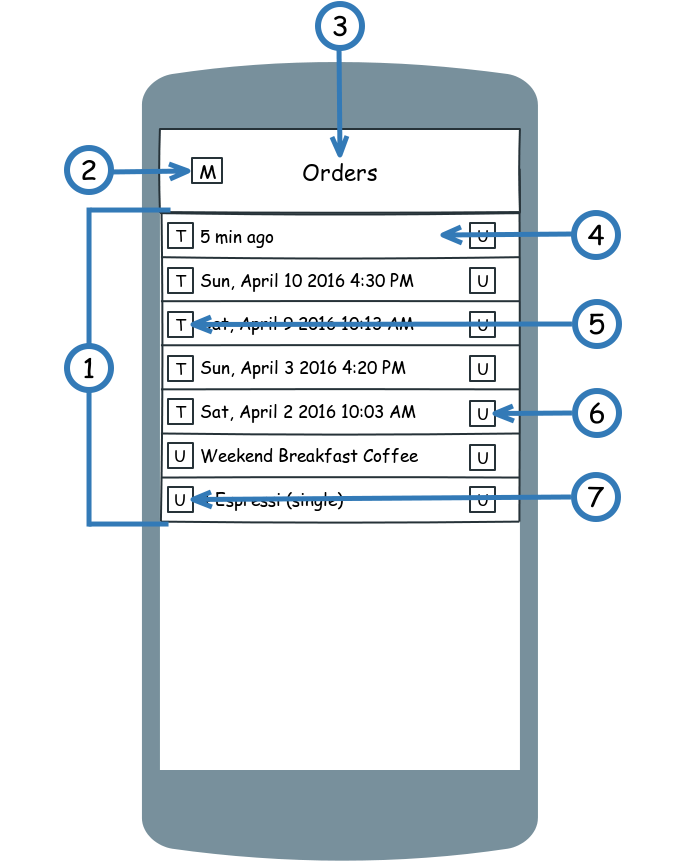 3
2
M
Orders
T 5 min ago U
4
T Sun, April 10 2016 4:30 PM U
T Sat, April 9 2016 10:13 AM U
5
1
T Sun, April 3 2016 4:20 PM U
T Sat, April 2 2016 10:03 AM U
6
U Weekend Breakfast Coffee U
U Espressi (single) U
7